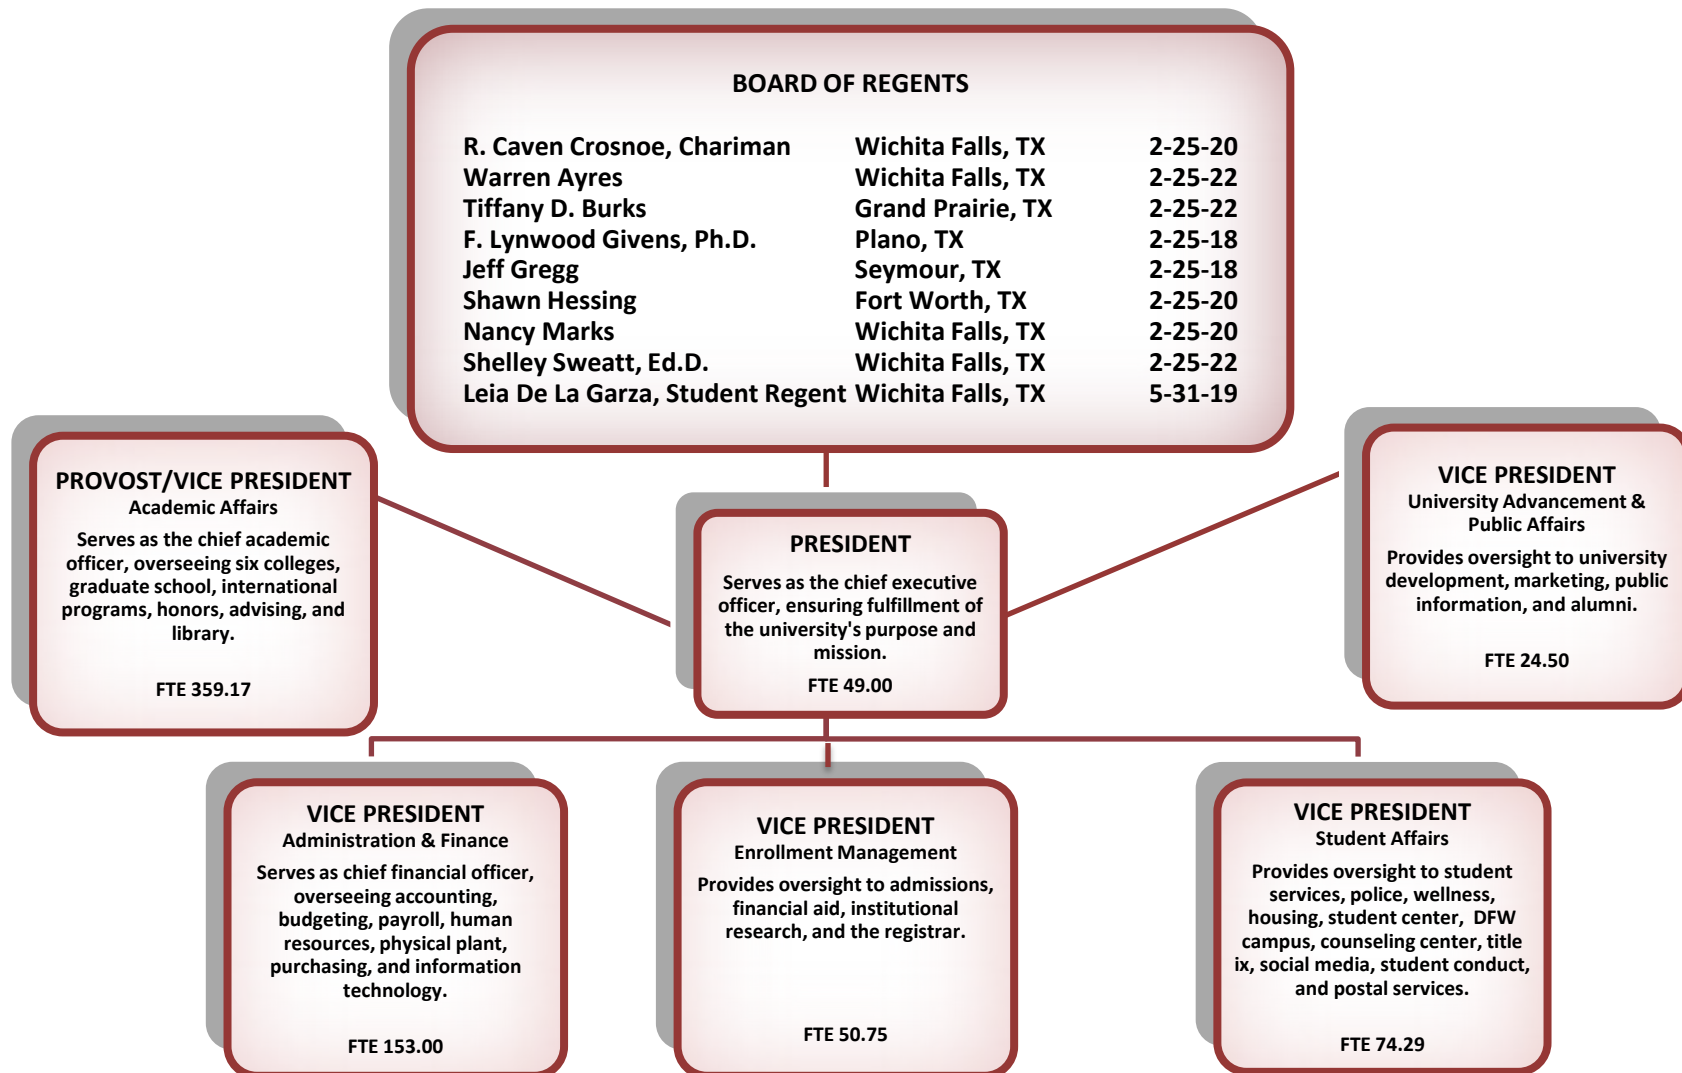 BOARD OF REGENTS
R. Caven Crosnoe, Chariman Wichita Falls, TX 2-25-20
Warren Ayres Wichita Falls, TX 2-25-22
Tiffany D. Burks Grand Prairie, TX 2-25-22
F. Lynwood Givens, Ph.D. Plano, TX 2-25-18
Jeff Gregg Seymour, TX 2-25-18
Shawn Hessing Fort Worth, TX 2-25-20
Nancy Marks Wichita Falls, TX 2-25-20
Shelley Sweatt, Ed.D. Wichita Falls, TX 2-25-22
Leia De La Garza, Student Regent Wichita Falls, TX 5-31-19
PROVOST/VICE PRESIDENT
Academic Affairs
Serves as the chief academic
officer, overseeing six colleges,
graduate school, international
programs, honors, advising, and
library.
FTE 359.17
PRESIDENT
Serves as the chief executive
officer, ensuring fulfillment of
the university's purpose and
mission.
FTE 49.00
VICE PRESIDENT
University Advancement &
Public Affairs
Provides oversight to university
development, marketing, public
information, and alumni.
FTE 24.50
VICE PRESIDENT
Administration & Finance
Serves as chief financial officer,
overseeing accounting,
budgeting, payroll, human
resources, physical plant,
purchasing, and information
technology.
FTE 153.00
VICE PRESIDENT
Enrollment Management
Provides oversight to admissions,
financial aid, institutional
research, and the registrar.
FTE 50.75
VICE PRESIDENT
Student Affairs
Provides oversight to student
services, police, wellness,
housing, student center, DFW
campus, counseling center, title
ix, social media, student conduct,
and postal services.
FTE 74.29